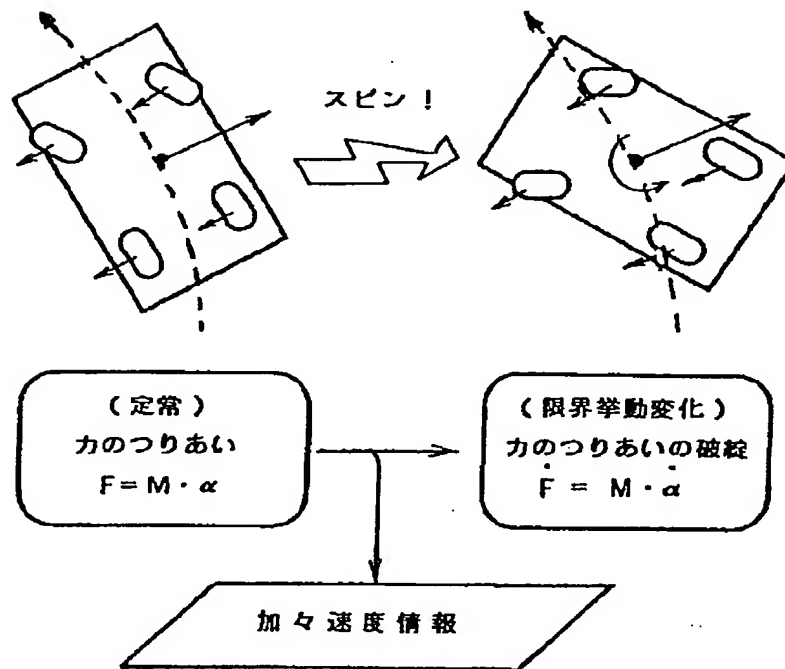 スピン！
(定常)
力のつりあい
F=M・α
(限界挙動変化)
力のつりあいの破綻
Ḟ = M・α̇
加々速度情報